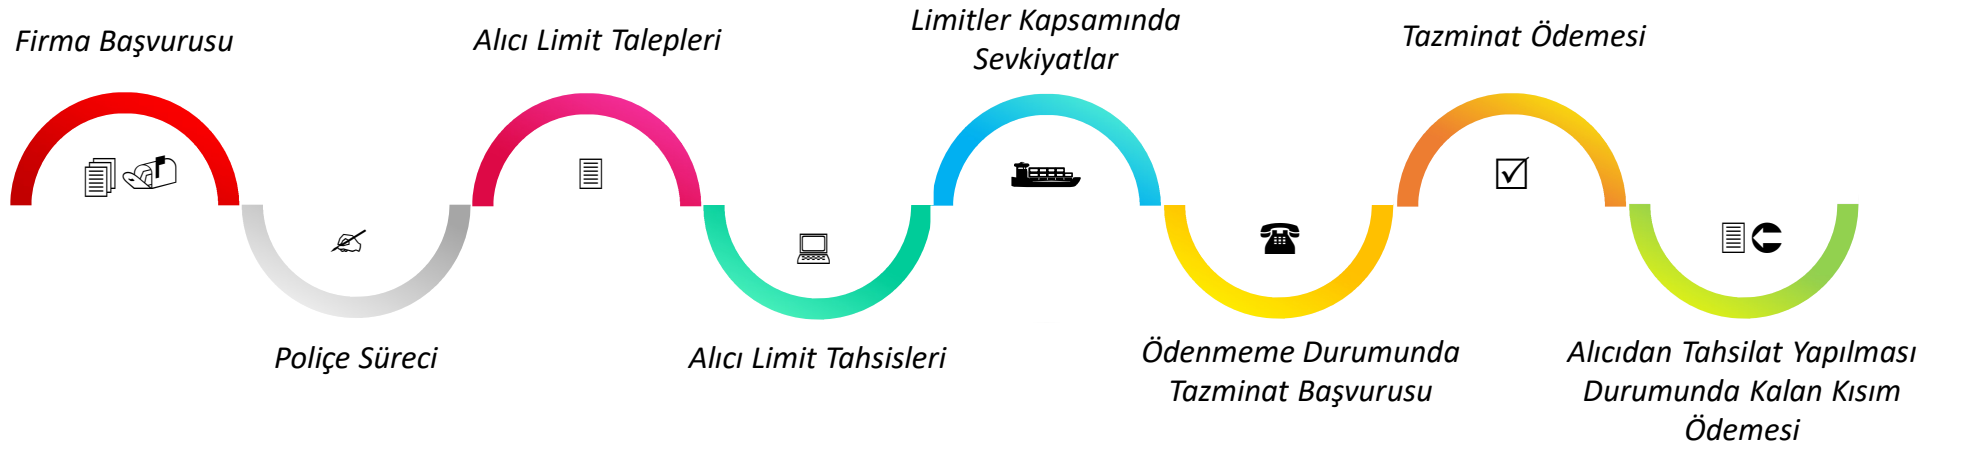 Firma Başvurusu
Poliçe Süreci
Alıcı Limit Talepleri
Alıcı Limit Tahsisleri
Limitler Kapsamında
Sevkiyatlar
Ödenmeme Durumunda
Tazminat Başvurusu
Tazminat Ödemesi
Alıcıdan Tahsilat Yapılması
Durumunda Kalan Kısım
Ödemesi